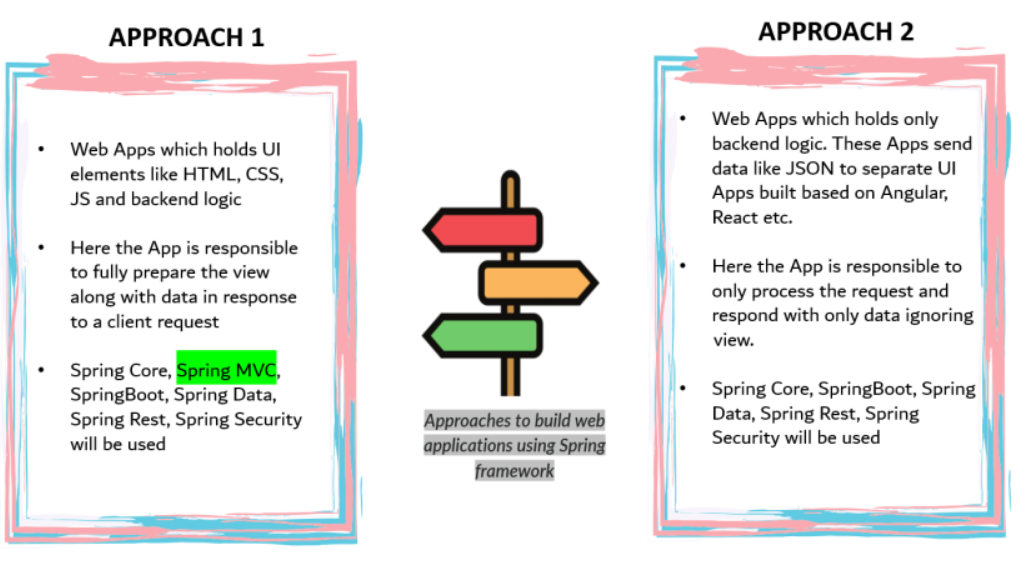 APPROACH 1
• Web Apps which holds UI
elements like HTML, CSS,
JS and backend logic
• Here the App is responsible
to fully prepare the view
along with data in response
to a client request
• Spring Core, Spring MVC,
SpringBoot, Spring Data,
Spring Rest, Spring Security
will be used
Approaches to build web
applications using Spring
framework
APPROACH 2
• Web Apps which holds only
backend logic. These Apps send
data like JSON to separate UI
Apps built based on Angular,
React etc.
• Here the App is responsible to
only process the request and
respond with only data ignoring
view.
• Spring Core, SpringBoot, Spring
Data, Spring Rest, Spring
Security will be used